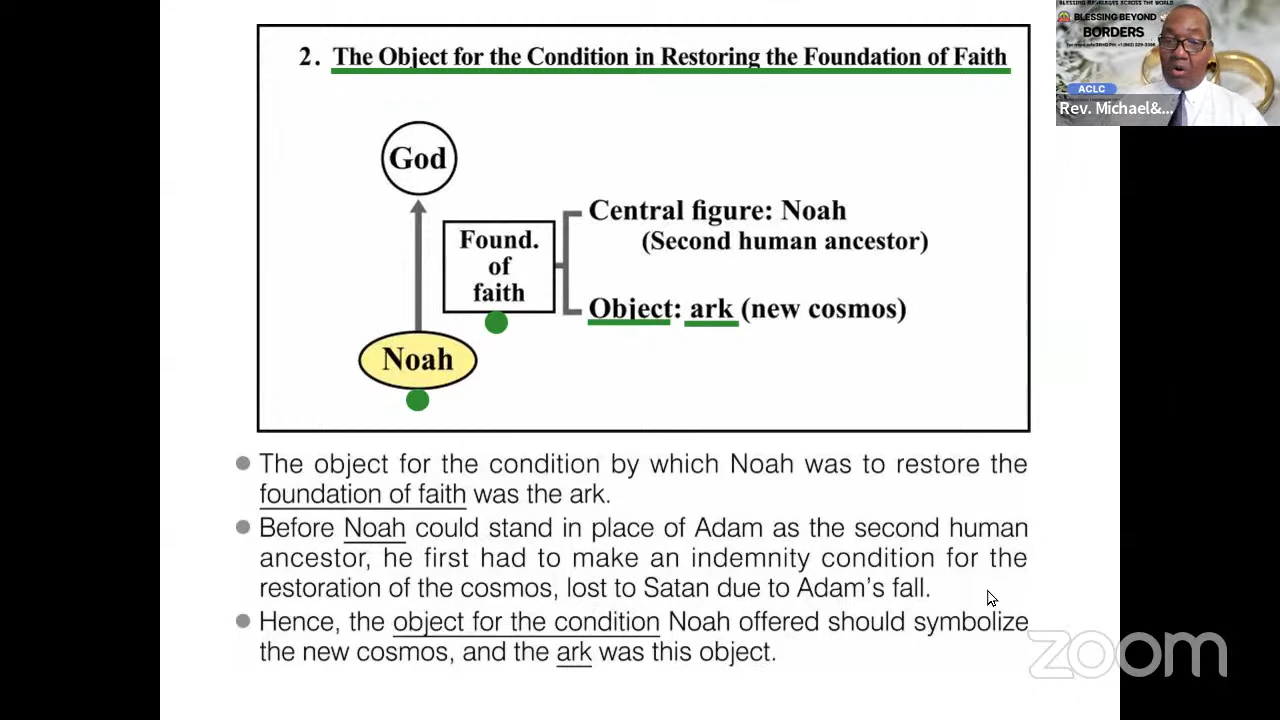 2. The Object for the Condition in Restoring the Foundation of Faith
God
Found.
of
faith
Central figure: Noah
(Second human ancestor)
Object: ark (new cosmos)
Noah
The object for the condition by which Noah was to restore the
foundation of faith was the ark.
Before Noah could stand in place of Adam as the second human
ancestor, he first had to make an indemnity condition for the
restoration of the cosmos, lost to Satan due to Adam's fall.
Hence, the object for the condition Noah offered should symbolize
the new cosmos, and the ark was this object.
BLESSING BEYOND
BORDERS
ACLC
Rev. Michael&...
zoom